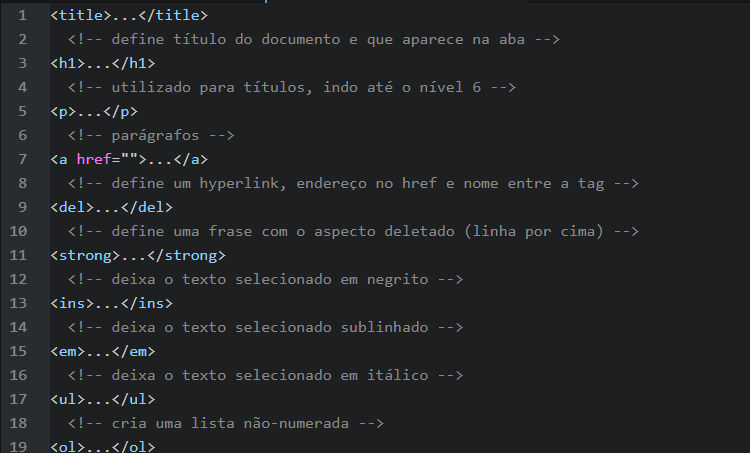 1 <title>...</title>
2 <!-- define título do documento e que aparece na aba -->
3 <h1>...</h1>
4 <!-- utilizado para títulos, indo até o nível 6 -->
5 <p>...</p>
6 <!-- parágrafos -->
7 <a href="">...</a>
8 <!-- define um hyperlink, endereço no href e nome entre a tag -->
9 <del>...</del>
10 <!-- define uma frase com o aspecto deletado (linha por cima) -->
11 <strong>...</strong>
12 <!-- deixa o texto selecionado em negrito -->
13 <ins>...</ins>
14 <!-- deixa o texto selecionado sublinhado -->
15 <em>...</em>
16 <!-- deixa o texto selecionado em itálico -->
17 <ul>...</ul>
18 <!-- cria uma lista não-numerada -->
19 <ol>...</ol>